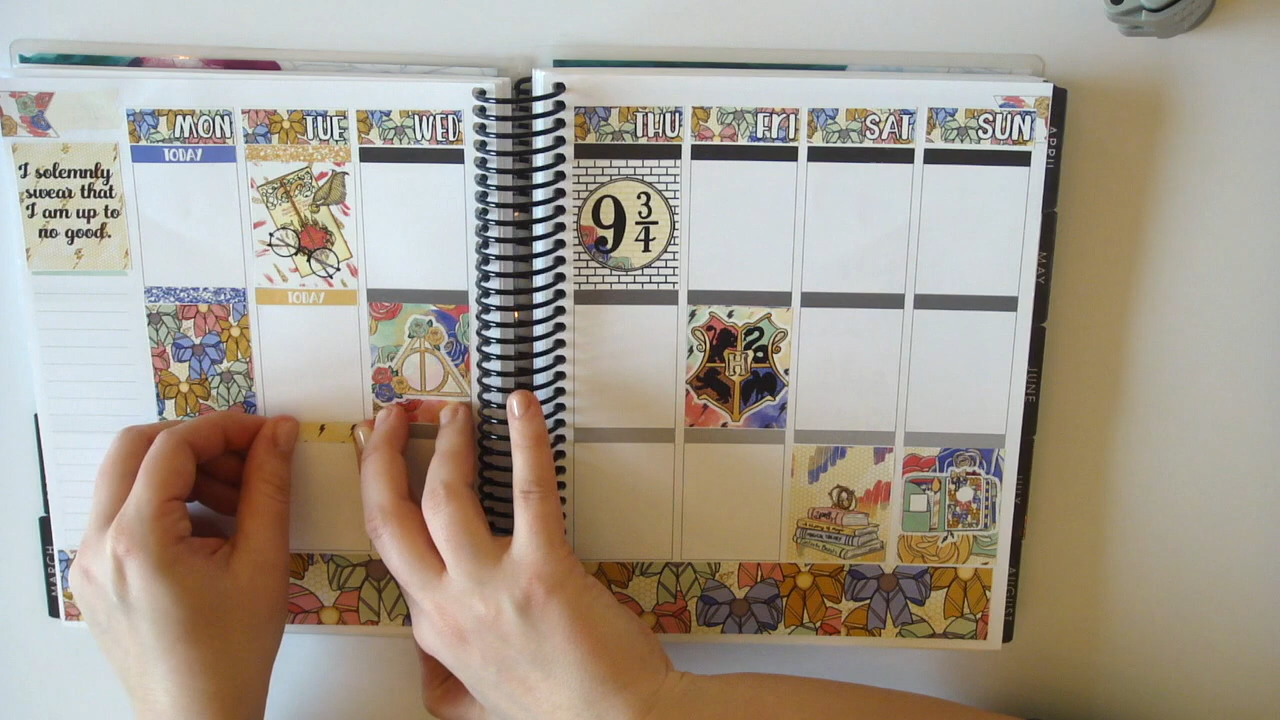 MON
TUE
WED
THU
FRI
SAT
SUN
TODAY
I solemnly
swear that
I am up to
no good.
9 3/4
TODAY
H
APRIL
MAY
JUNE
JULY
AUGUST
MARCH